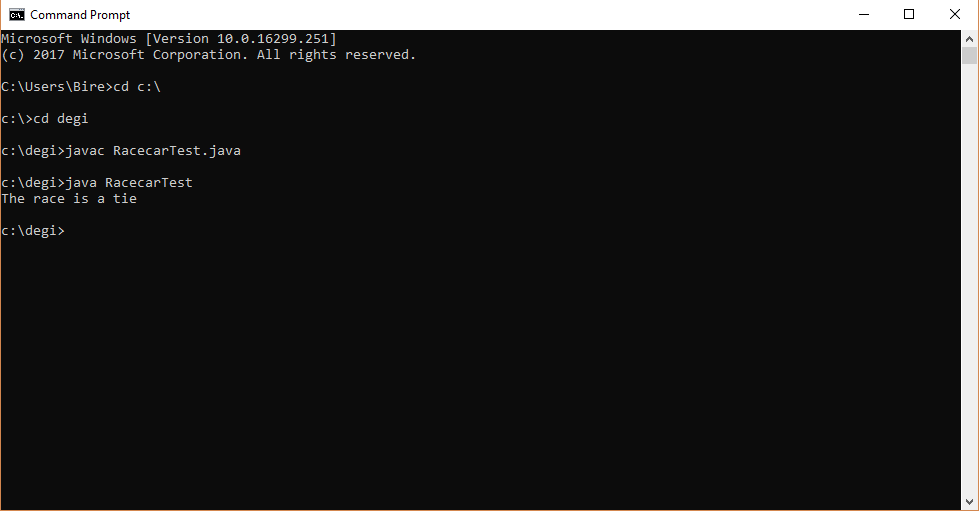 Command Prompt
Microsoft Windows [Version 10.0.16299.251]
(c) 2017 Microsoft Corporation. All rights reserved.
C:\Users\Bire>cd c:\
c:\>cd degi
c:\degi>javac RacecarTest.java
c:\degi>java RacecarTest
The race is a tie
c:\degi>